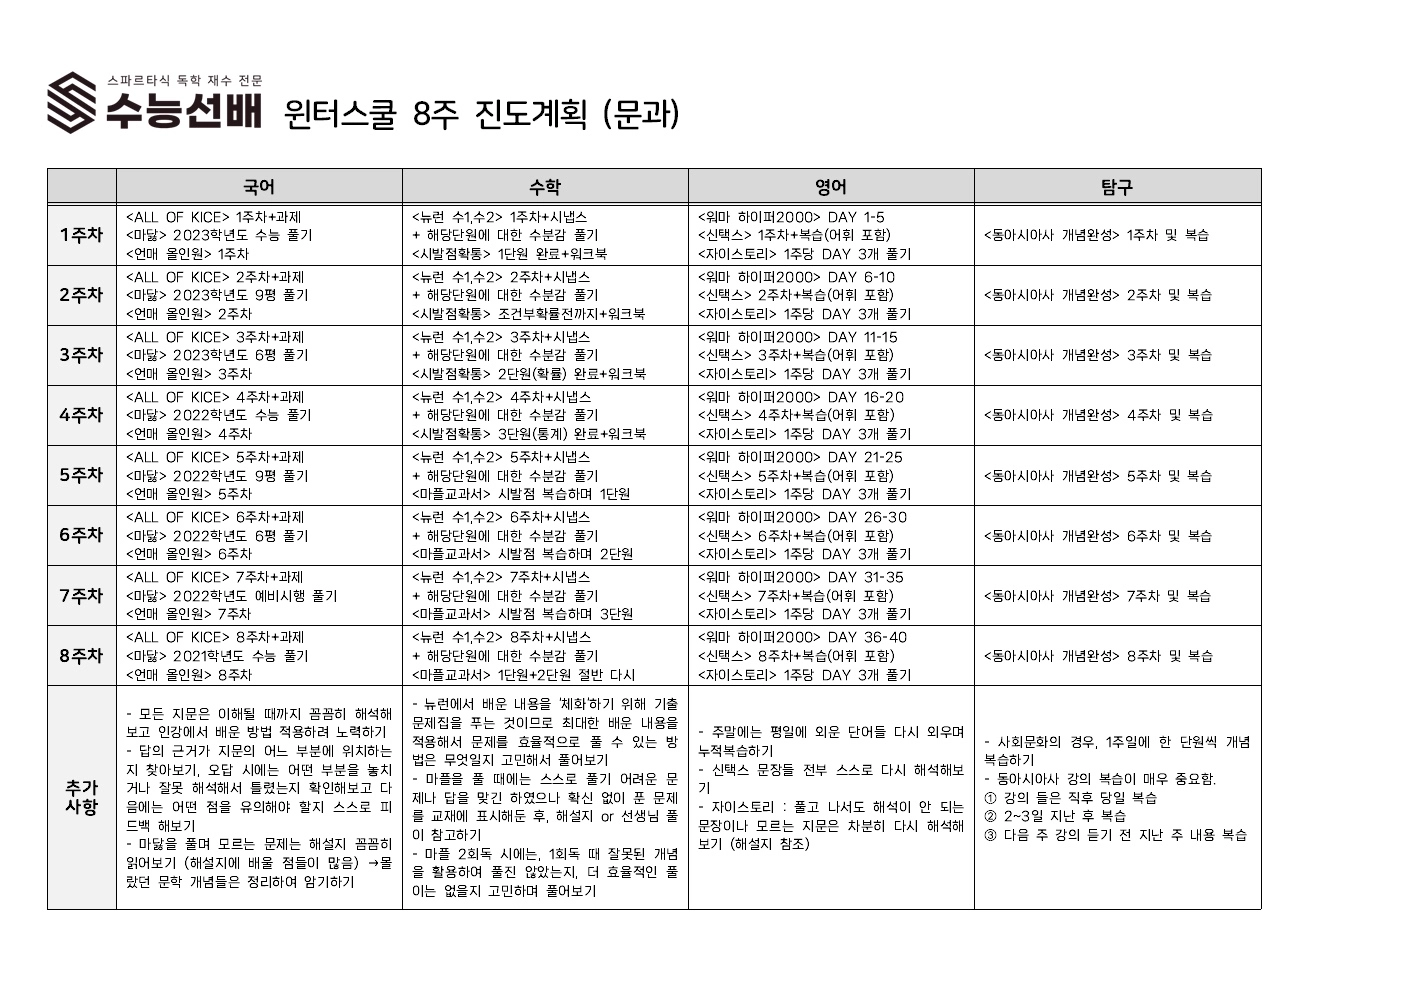 스파르타식 독학 재수 전문
수능선배 윈터스쿨 8주 진도계획 (문과)
국어 수학 영어 탐구
1주차
<ALL OF KICE> 1주차+과제
<마닳> 2023학년도 수능 풀기
<언매 올인원> 1주차
<뉴런 수1,수2> 1주차+시냅스
+ 해당단원에 대한 수분감 풀기
<시발점확통> 1단원 완료+워크북
<워마 하이퍼2000> DAY 1-5
<신택스> 1주차+복습(어휘 포함)
<자이스토리> 1주당 DAY 3개 풀기
<동아시아사 개념완성> 1주차 및 복습
2주차
<ALL OF KICE> 2주차+과제
<마닳> 2023학년도 9평 풀기
<언매 올인원> 2주차
<뉴런 수1,수2> 2주차+시냅스
+ 해당단원에 대한 수분감 풀기
<시발점확통> 조건부확률전까지+워크북
<워마 하이퍼2000> DAY 6-10
<신택스> 2주차+복습(어휘 포함)
<자이스토리> 1주당 DAY 3개 풀기
<동아시아사 개념완성> 2주차 및 복습
3주차
<ALL OF KICE> 3주차+과제
<마닳> 2023학년도 6평 풀기
<언매 올인원> 3주차
<뉴런 수1,수2> 3주차+시냅스
+ 해당단원에 대한 수분감 풀기
<시발점확통> 2단원(확률) 완료+워크북
<워마 하이퍼2000> DAY 11-15
<신택스> 3주차+복습(어휘 포함)
<자이스토리> 1주당 DAY 3개 풀기
<동아시아사 개념완성> 3주차 및 복습
4주차
<ALL OF KICE> 4주차+과제
<마닳> 2022학년도 수능 풀기
<언매 올인원> 4주차
<뉴런 수1,수2> 4주차+시냅스
+ 해당단원에 대한 수분감 풀기
<시발점확통> 3단원(통계) 완료+워크북
<워마 하이퍼2000> DAY 16-20
<신택스> 4주차+복습(어휘 포함)
<자이스토리> 1주당 DAY 3개 풀기
<동아시아사 개념완성> 4주차 및 복습
5주차
<ALL OF KICE> 5주차+과제
<마닳> 2022학년도 9평 풀기
<언매 올인원> 5주차
<뉴런 수1,수2> 5주차+시냅스
+ 해당단원에 대한 수분감 풀기
<마플교과서> 시발점 복습하며 1단원
<워마 하이퍼2000> DAY 21-25
<신택스> 5주차+복습(어휘 포함)
<자이스토리> 1주당 DAY 3개 풀기
<동아시아사 개념완성> 5주차 및 복습
6주차
<ALL OF KICE> 6주차+과제
<마닳> 2022학년도 6평 풀기
<언매 올인원> 6주차
<뉴런 수1,수2> 6주차+시냅스
+ 해당단원에 대한 수분감 풀기
<마플교과서> 시발점 복습하며 2단원
<워마 하이퍼2000> DAY 26-30
<신택스> 6주차+복습(어휘 포함)
<자이스토리> 1주당 DAY 3개 풀기
<동아시아사 개념완성> 6주차 및 복습
7주차
<ALL OF KICE> 7주차+과제
<마닳> 2022학년도 예비시행 풀기
<언매 올인원> 7주차
<뉴런 수1,수2> 7주차+시냅스
+ 해당단원에 대한 수분감 풀기
<마플교과서> 시발점 복습하며 3단원
<워마 하이퍼2000> DAY 31-35
<신택스> 7주차+복습(어휘 포함)
<자이스토리> 1주당 DAY 3개 풀기
<동아시아사 개념완성> 7주차 및 복습
8주차
<ALL OF KICE> 8주차+과제
<마닳> 2021학년도 수능 풀기
<언매 올인원> 8주차
<뉴런 수1,수2> 8주차+시냅스
+ 해당단원에 대한 수분감 풀기
<마플교과서> 1단원+2단원 절반 다시
<워마 하이퍼2000> DAY 36-40
<신택스> 8주차+복습(어휘 포함)
<자이스토리> 1주당 DAY 3개 풀기
<동아시아사 개념완성> 8주차 및 복습
추가
사항
- 모든 지문은 이해될 때까지 꼼꼼히 해석해
보고 인강에서 배운 방법 적용하려 노력하기
- 답의 근거가 지문의 어느 부분에 위치하는
지 찾아보기, 오답 시에는 어떤 부분을 놓치
거나 잘못 해석해서 틀렸는지 확인해보고 다
음에는 어떤 점을 유의해야 할지 스스로 피
드백 해보기
- 마닳을 풀며 모르는 문제는 해설지 꼼꼼히
읽어보기 (해설지에 배울 점들이 많음) →몰
랐던 문학 개념들은 정리하여 암기하기
- 뉴런에서 배운 내용을 '체화'하기 위해 기출
문제집을 푸는 것이므로 최대한 배운 내용을
적용해서 문제를 효율적으로 풀 수 있는 방
법은 무엇일지 고민해서 풀어보기
- 마플을 풀 때에는 스스로 풀기 어려운 문
제나 답을 맞긴 하였으나 확신 없이 푼 문제
를 교재에 표시해둔 후, 해설지 or 선생님 풀
이 참고하기
- 마플 2회독 시에는, 1회독 때 잘못된 개념
을 활용하여 풀진 않았는지, 더 효율적인 풀
이는 없을지 고민하며 풀어보기
- 주말에는 평일에 외운 단어들 다시 외우며
누적복습하기
- 신택스 문장들 전부 스스로 다시 해석해보
기
- 자이스토리 : 풀고 나서도 해석이 안 되는
문장이나 모르는 지문은 차분히 다시 해석해
보기 (해설지 참조)
- 사회문화의 경우, 1주일에 한 단원씩 개념
복습하기
- 동아시아사 강의 복습이 매우 중요함.
① 강의 들은 직후 당일 복습
② 2~3일 지난 후 복습
③ 다음 주 강의 듣기 전 지난 주 내용 복습